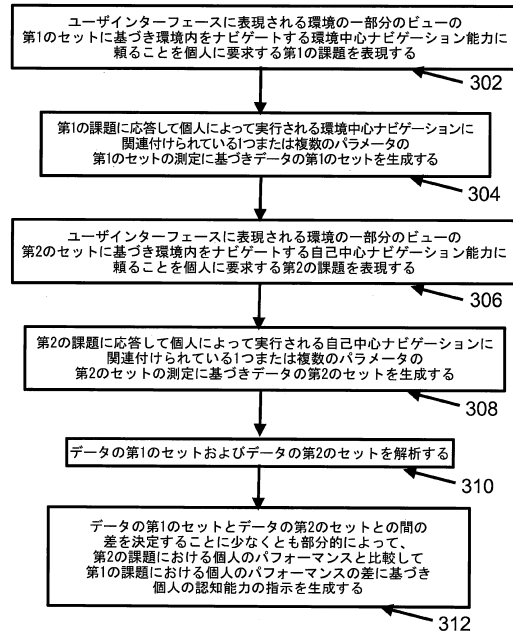 ユーザインターフェースに表現される環境の一部分のビューの
第1のセットに基づき環境内をナビゲートする環境中心ナビゲーション能力に
頼ることを個人に要求する第1の課題を表現する
302
第1の課題に応答して個人によって実行される環境中心ナビゲーションに
関連付けられている1つまたは複数のパラメータの
第1のセットの測定に基づきデータの第1のセットを生成する
304
ユーザインターフェースに表現される環境の一部分のビューの
第2のセットに基づき環境内をナビゲートする自己中心ナビゲーション能力に
頼ることを個人に要求する第2の課題を表現する
306
第2の課題に応答して個人によって実行される自己中心ナビゲーションに
関連付けられている1つまたは複数のパラメータの
第2のセットの測定に基づきデータの第2のセットを生成する
308
データの第1のセットおよびデータの第2のセットを解析する
310
データの第1のセットとデータの第2のセットとの間の
差を決定することに少なくとも部分的によって、
第2の課題における個人のパフォーマンスと比較して
第1の課題における個人のパフォーマンスの差に基づき
個人の認知能力の指示を生成する
312